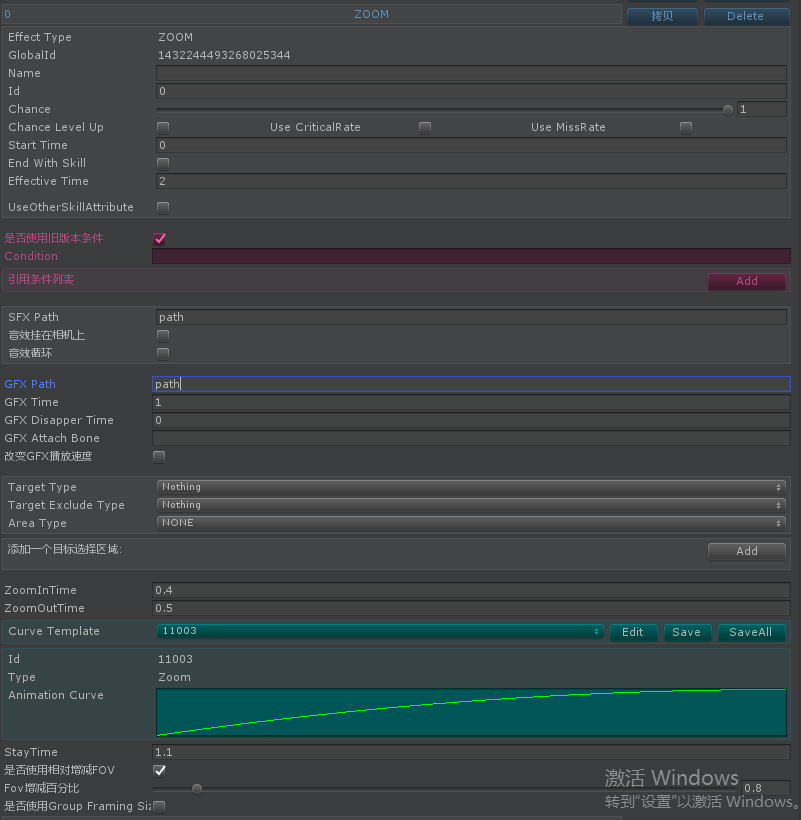 0 ZOOM 拷贝 Delete
Effect Type ZOOM
GlobalId 1432244493268025344
Name
Id 0
Chance 1
Chance Level Up Use CriticalRate Use MissRate
Start Time 0
End With Skill
Effective Time 2
UseOtherSkillAttribute
是否使用旧版本条件
Condition
引用条件列表 Add
SFX Path path
音效挂在相机上
音效循环
GFX Path path
GFX Time 1
GFX Disapper Time 0
GFX Attach Bone
改变GFX播放速度
Target Type Nothing
Target Exclude Type Nothing
Area Type NONE
添加一个目标选择区域: Add
ZoomInTime 0.4
ZoomOutTime 0.5
Curve Template 11003 Edit Save SaveAll
Id 11003
Type Zoom
Animation Curve
StayTime 1.1
是否使用相对增减FOV
Fov增减百分比 0.8
是否使用Group Framing Siz
激活 Windows
转到“设置”以激活 Windows。